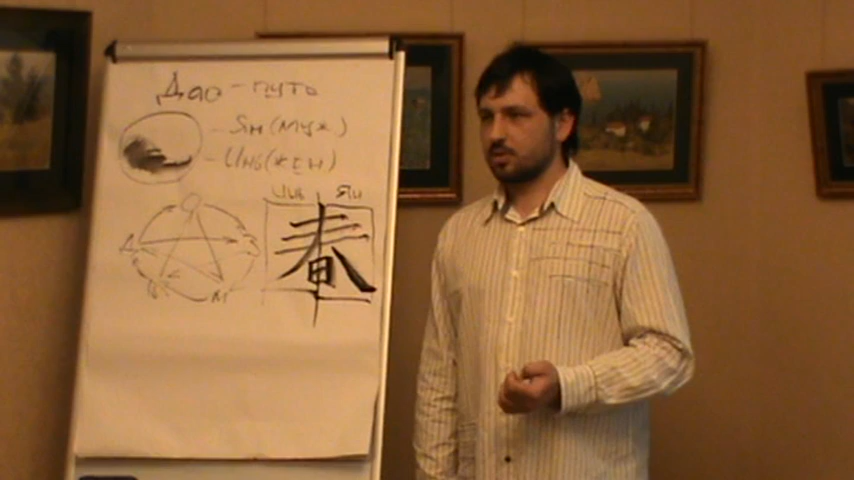 Дао - путь
- Ян (муж)
- Инь (жен)
Инь Ян
春
Д
М